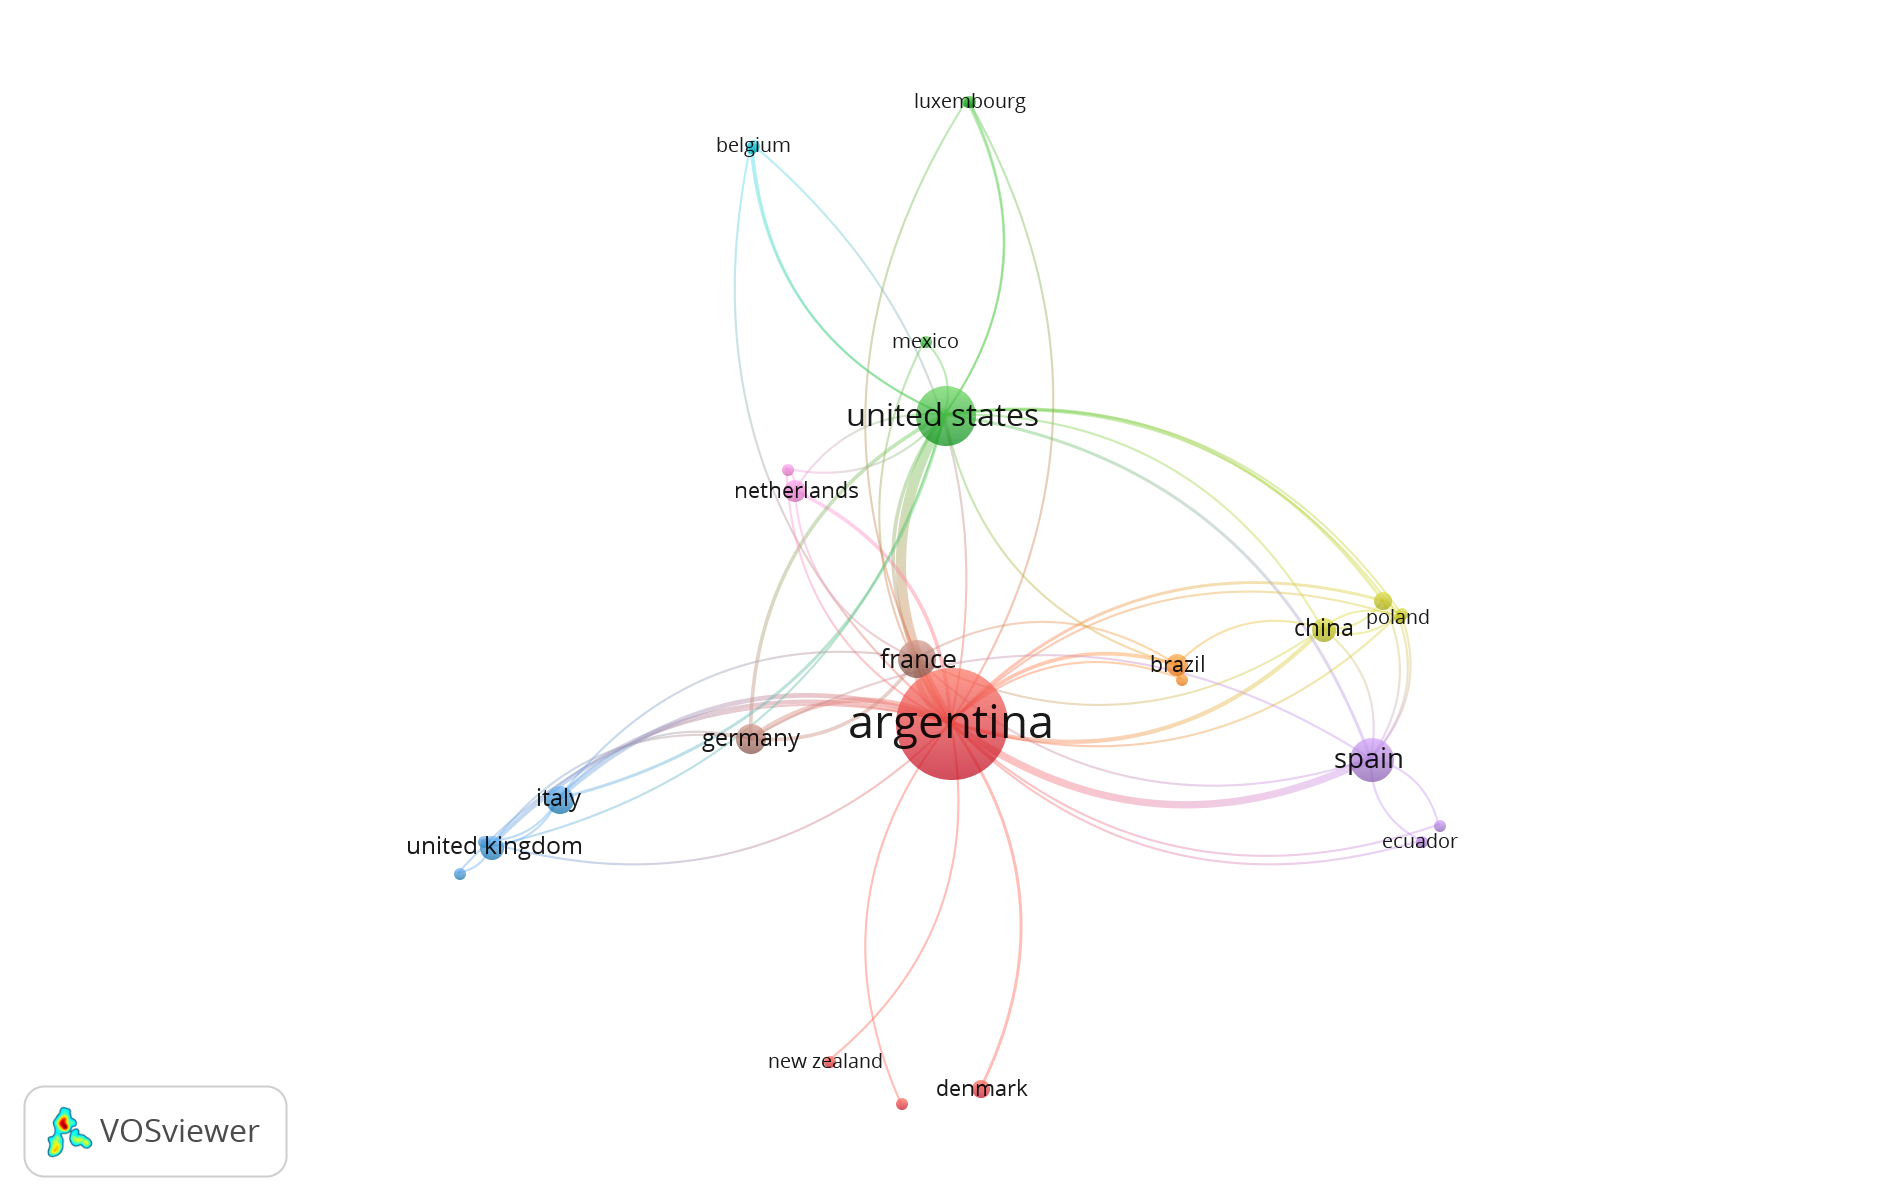 luxembourg
belgium
mexico
united states
netherlands
poland
china
france
brazil
argentina
germany
spain
italy
ecuador
united kingdom
new zealand
denmark
VOSviewer